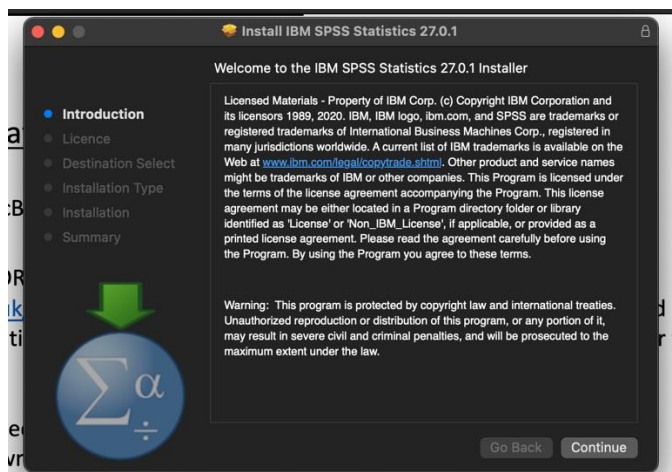 Install IBM SPSS Statistics 27.0.1
Welcome to the IBM SPSS Statistics 27.0.1 Installer
Introduction
Licence
Destination Select
Installation Type
Installation
Summary
Licensed Materials - Property of IBM Corp. (c) Copyright IBM Corporation and
its licensors 1989, 2020. IBM, IBM logo, ibm.com, and SPSS are trademarks or
registered trademarks of International Business Machines Corp., registered in
many jurisdictions worldwide. A current list of IBM trademarks is available on the
Web at www.ibm.com/legal/copytrade.shtml. Other product and service names
might be trademarks of IBM or other companies. This Program is licensed under
the terms of the license agreement accompanying the Program. This license
agreement may be either located in a Program directory folder or library
identified as 'License' or 'Non_IBM_License', if applicable, or provided as a
printed license agreement. Please read the agreement carefully before using
the Program. By using the Program you agree to these terms.
Warning: This program is protected by copyright law and international treaties.
Unauthorized reproduction or distribution of this program, or any portion of it,
may result in severe civil and criminal penalties, and will be prosecuted to the
maximum extent under the law.
Σ α ÷
Go Back
Continue